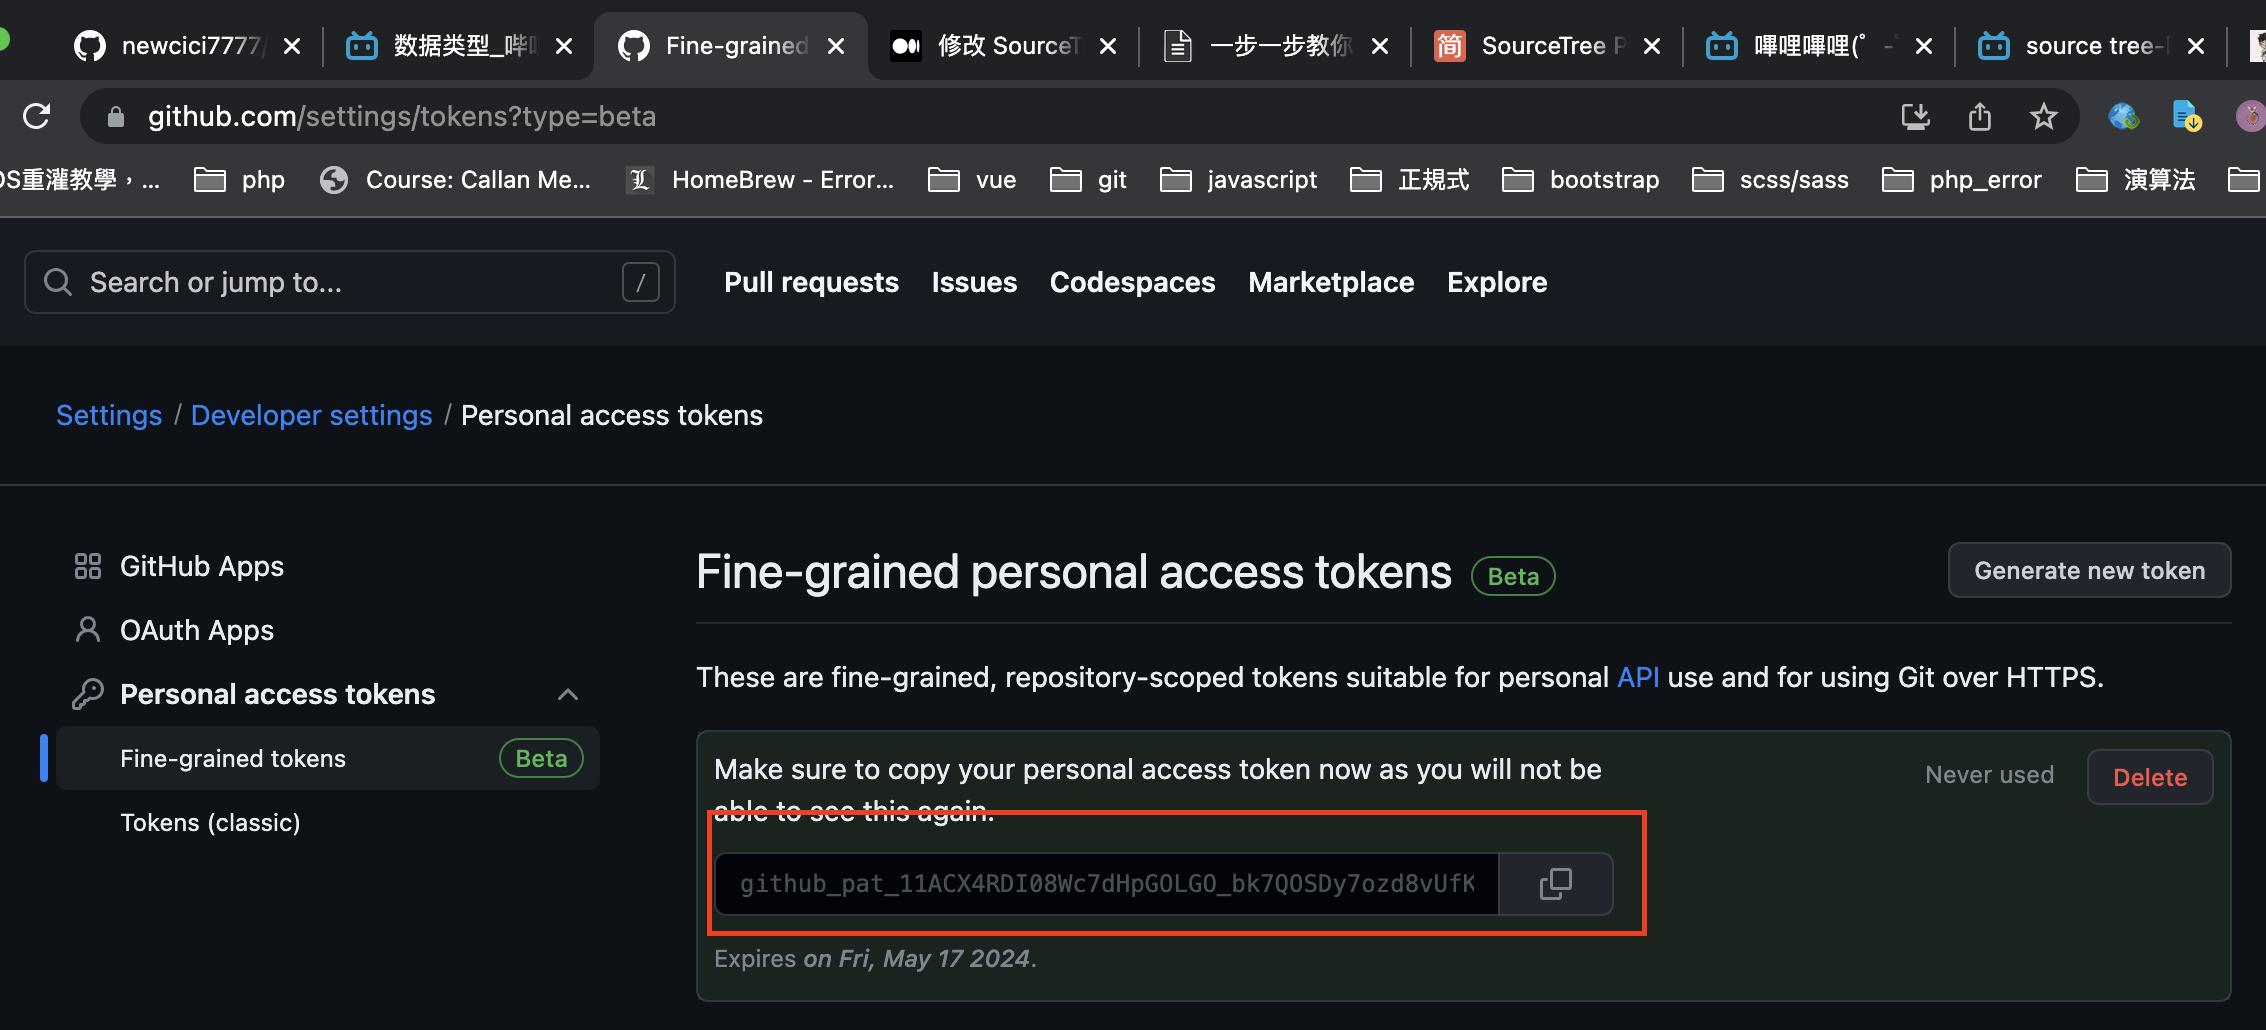 newcici7777/
数据类型_哔
Fine-grained
修改 SourceT
一步一步教你
简 SourceTree P
嗶哩嗶哩(゜-゜
source tree-
github.com/settings/tokens?type=beta
OS重灌教學，...
php
Course: Callan Me...
HomeBrew - Error...
vue
git
javascript
正規式
bootstrap
scss/sass
php_error
演算法
Search or jump to...
/
Pull requests
Issues
Codespaces
Marketplace
Explore
Settings / Developer settings / Personal access tokens
GitHub Apps
OAuth Apps
Personal access tokens
Fine-grained tokens
Beta
Tokens (classic)
Fine-grained personal access tokens
Beta
Generate new token
These are fine-grained, repository-scoped tokens suitable for personal API use and for using Git over HTTPS.
Make sure to copy your personal access token now as you will not be
able to see this again.
Never used
Delete
github_pat_11ACX4RDI08Wc7dHpGOLGO_bk7QOSDy7ozd8vUfK
Expires on Fri, May 17 2024.